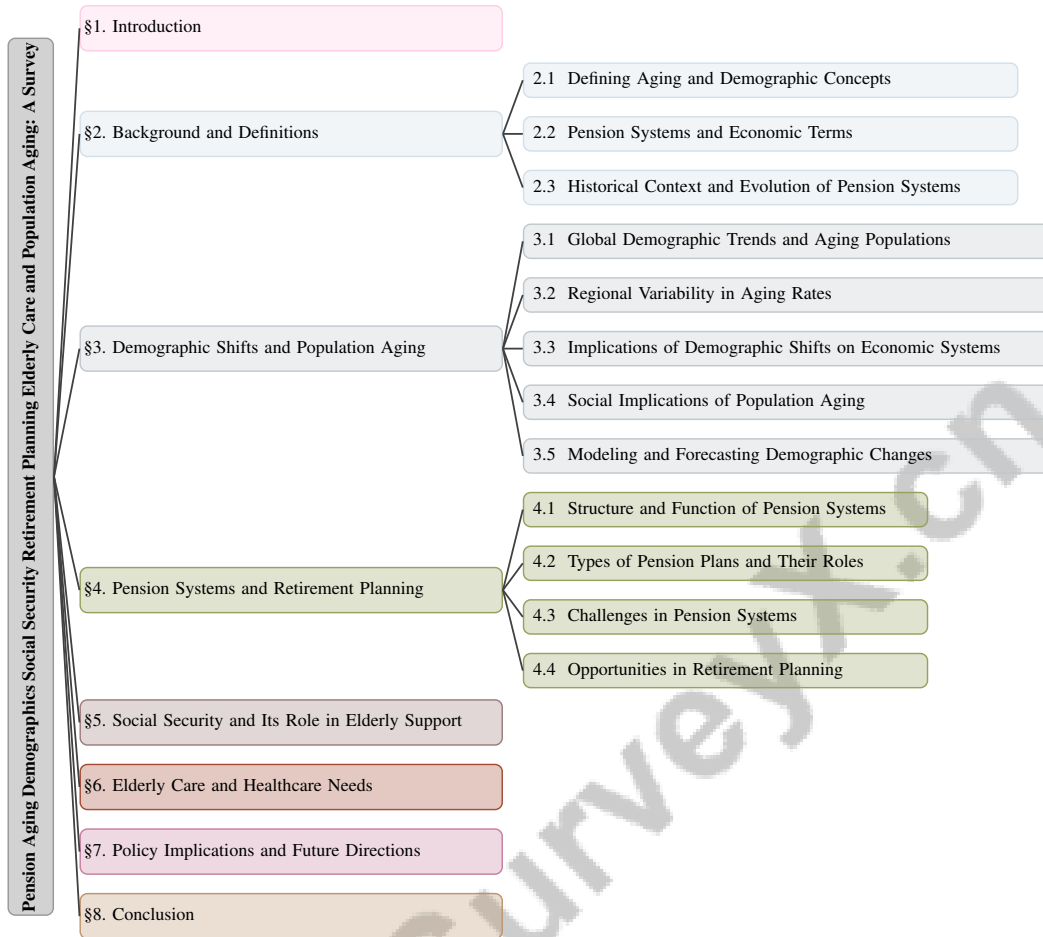 Pension Aging Demographics Social Security Retirement Planning Elderly Care and Population Aging: A Survey
§1. Introduction
§2. Background and Definitions
2.1 Defining Aging and Demographic Concepts
2.2 Pension Systems and Economic Terms
2.3 Historical Context and Evolution of Pension Systems
§3. Demographic Shifts and Population Aging
3.1 Global Demographic Trends and Aging Populations
3.2 Regional Variability in Aging Rates
3.3 Implications of Demographic Shifts on Economic Systems
3.4 Social Implications of Population Aging
3.5 Modeling and Forecasting Demographic Changes
§4. Pension Systems and Retirement Planning
4.1 Structure and Function of Pension Systems
4.2 Types of Pension Plans and Their Roles
4.3 Challenges in Pension Systems
4.4 Opportunities in Retirement Planning
§5. Social Security and Its Role in Elderly Support
§6. Elderly Care and Healthcare Needs
§7. Policy Implications and Future Directions
§8. Conclusion
Surveyx.cn